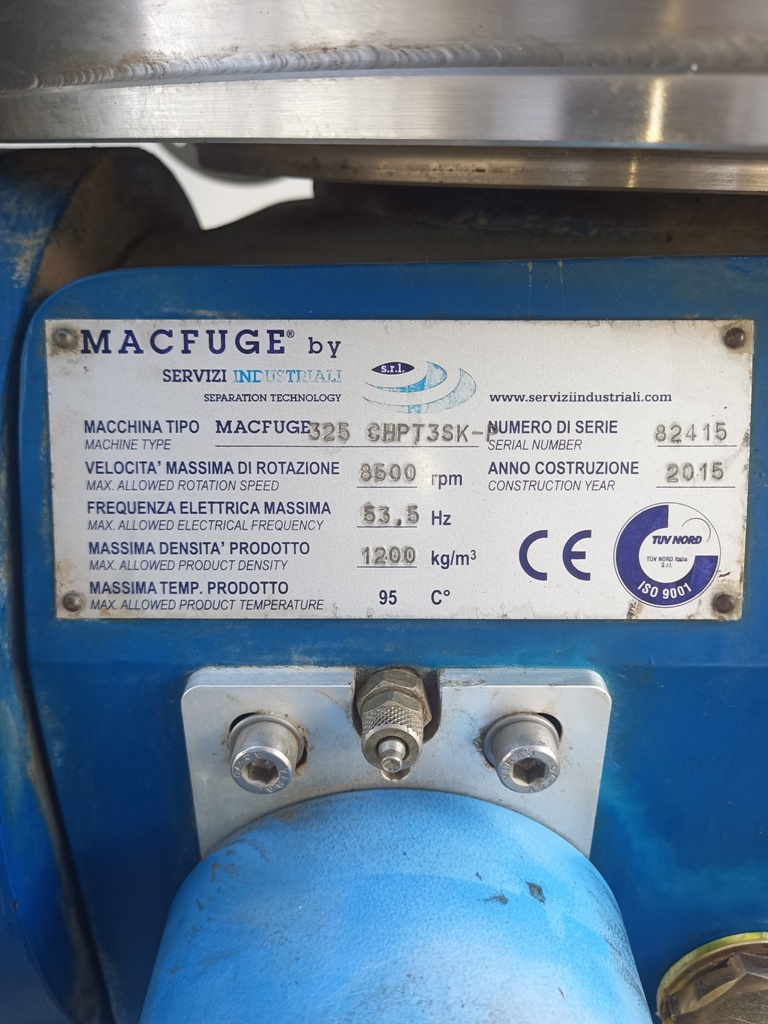 MACFUGE® by
SERVIZI INDUSTRIALI
SEPARATION TECHNOLOGY
s.r.l.
www.serviziindustriali.com
MACCHINA TIPO MACFUGE 325 CHPT3SK-
MACHINE TYPE
NUMERO DI SERIE 82415
SERIAL NUMBER
VELOCITA' MASSIMA DI ROTAZIONE 8500 rpm
MAX. ALLOWED ROTATION SPEED
ANNO COSTRUZIONE 2015
CONSTRUCTION YEAR
FREQUENZA ELETTRICA MASSIMA 53,5 Hz
MAX. ALLOWED ELECTRICAL FREQUENCY
MASSIMA DENSITA' PRODOTTO 1200 kg/m³
MAX. ALLOWED PRODUCT DENSITY
MASSIMA TEMP. PRODOTTO 95 C°
MAX. ALLOWED PRODUCT TEMPERATURE
CE
TÜV NORD
TÜV NORD Italia
S.r.l.
ISO 9001